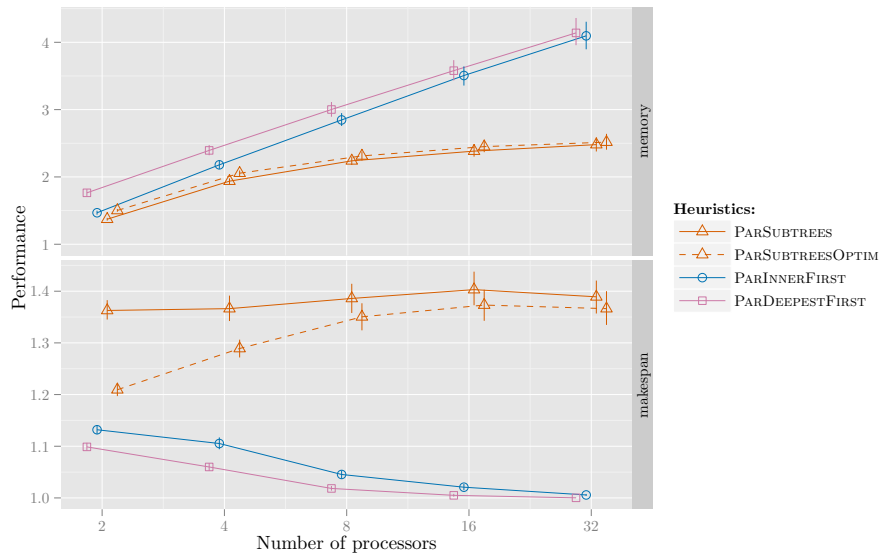 4
3
2
1
memory
Performance
1.4
1.3
1.2
1.1
1.0
makespan
2
4
8
16
32
Number of processors
Heuristics:
PARSUBTREES
PARSUBTREESOPTIM
PARINNERFIRST
PARDEEPESTFIRST